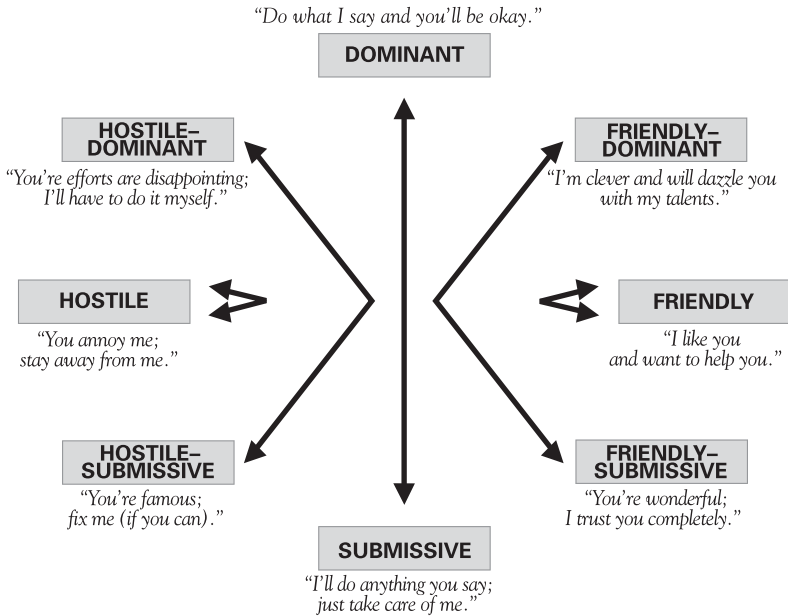 “Do what I say and you'll be okay.”
DOMINANT
HOSTILE–
DOMINANT
“You're efforts are disappointing;
I'll have to do it myself.”
FRIENDLY–
DOMINANT
“I'm clever and will dazzle you
with my talents.”
HOSTILE
“You annoy me;
stay away from me.”
FRIENDLY
“I like you
and want to help you.”
HOSTILE–
SUBMISSIVE
“You're famous;
fix me (if you can).”
FRIENDLY–
SUBMISSIVE
“You're wonderful;
I trust you completely.”
SUBMISSIVE
“I'll do anything you say;
just take care of me.”